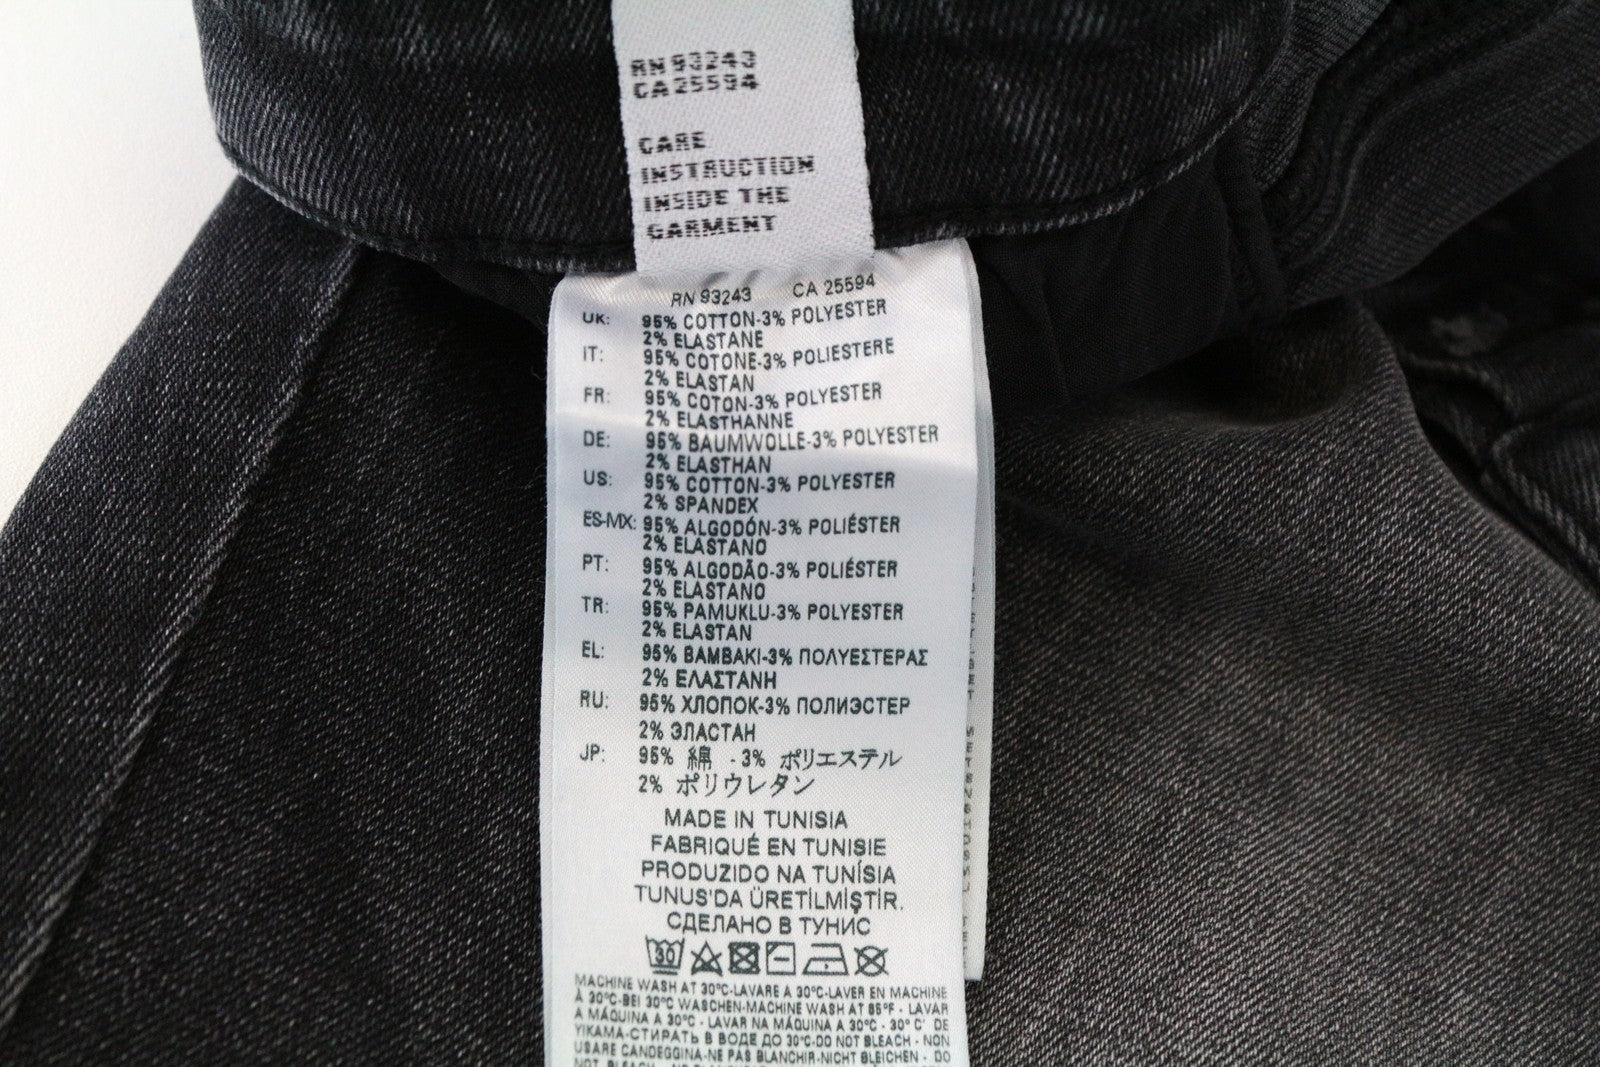 RN 93243
CA 25594
CARE
INSTRUCTION
INSIDE THE
GARMENT
RN 93243 CA 25594
UK: 95% COTTON-3% POLYESTER
2% ELASTANE
IT: 95% COTONE-3% POLIESTERE
2% ELASTAN
FR: 95% COTON-3% POLYESTER
2% ELASTHANNE
DE: 95% BAUMWOLLE-3% POLYESTER
2% ELASTHAN
US: 95% COTTON-3% POLYESTER
2% SPANDEX
ES-MX: 95% ALGODÓN-3% POLIÉSTER
2% ELASTANO
PT: 95% ALGODÃO-3% POLIÉSTER
2% ELASTANO
TR: 95% PAMUKLU-3% POLYESTER
2% ELASTAN
EL: 95% ΒΑΜΒΑΚΙ-3% ΠΟΛΥΕΣΤΕΡΑΣ
2% ΕΛΑΣΤΑΝΗ
RU: 95% ХЛОПОК-3% ПОЛИЭСТЕР
2% ЭЛАСТАН
JP: 95% 綿 - 3% ポリエステル
2% ポリウレタン
MADE IN TUNISIA
FABRIQUÉ EN TUNISIE
PRODUZIDO NA TUNÍSIA
TUNUS'DA ÜRETİLMİŞTİR.
СДЕЛАНО В ТУНИС
30
MACHINE WASH AT 30°C-LAVARE A 30°C-LAVER EN MACHINE
À 30°C-BEI 30°C WASCHEN-MACHINE WASH AT 85°F - LAVAR
A MÁQUINA A 30°C - LAVAR NA MÁQUINA A 30°C - 30° C' DE
YIKAMA-СТИРАТЬ В ВОДЕ ДО 30°C-DO NOT BLEACH - NON
USARE CANDEGGINA-NE PAS BLANCHIR-NICHT BLEICHEN - DO
NOT BLEACH - NO